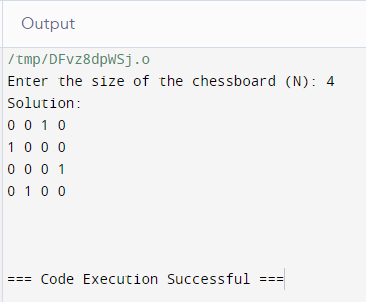 Output
/tmp/DFvz8dpWSj.o
Enter the size of the chessboard (N): 4
Solution:
0 0 1 0
1 0 0 0
0 0 0 1
0 1 0 0
=== Code Execution Successful ===